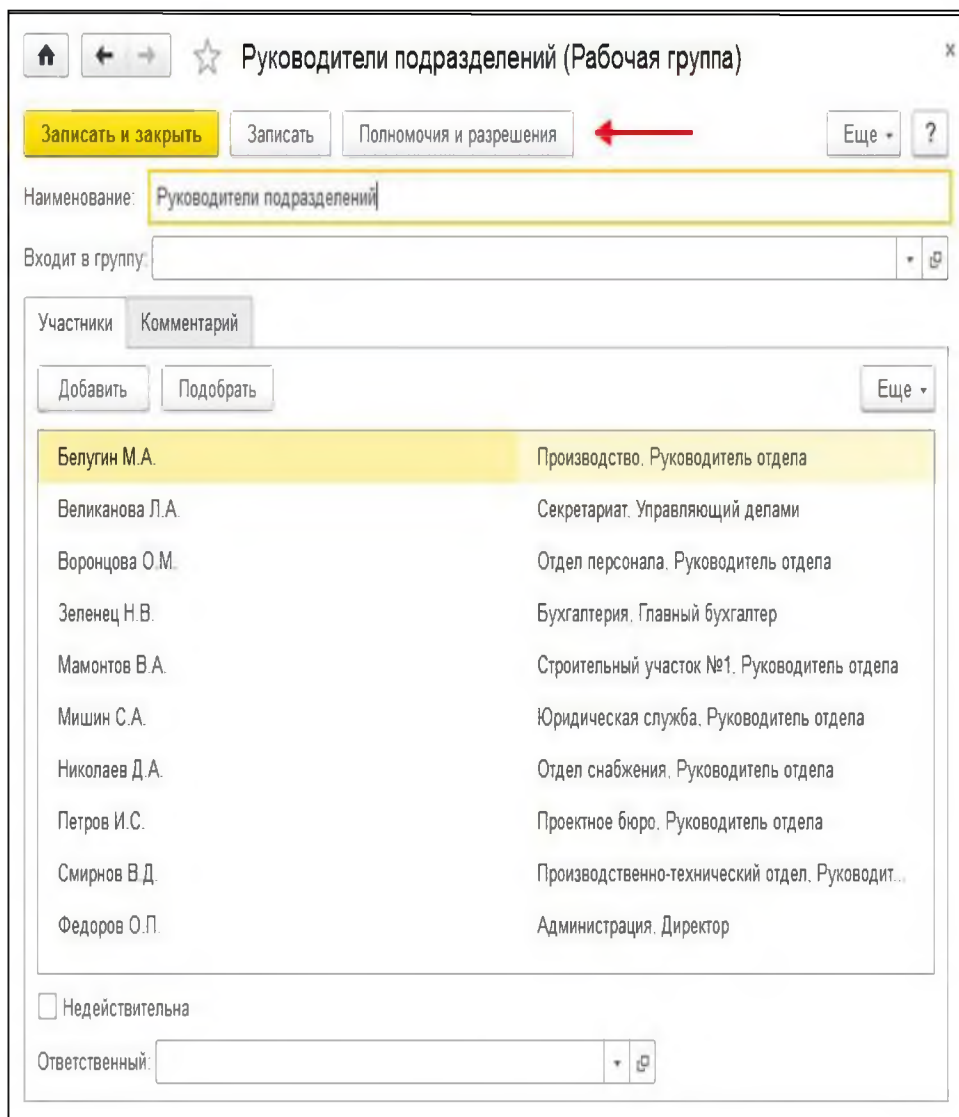 Руководители подразделений (Рабочая группа) x
Записать и закрыть Записать Полномочия и разрешения Еще ?
Наименование: Руководители подразделений
Входит в группу:
Участники Комментарий
Добавить Подобрать Еще
Белугин М.А. Производство, Руководитель отдела
Великанова Л.А. Секретариат, Управляющий делами
Воронцова О.М. Отдел персонала, Руководитель отдела
Зеленец Н.В. Бухгалтерия, Главный бухгалтер
Мамонтов В.А. Строительный участок №1, Руководитель отдела
Мишин С.А. Юридическая служба, Руководитель отдела
Николаев Д.А. Отдел снабжения, Руководитель отдела
Петров И.С. Проектное бюро, Руководитель отдела
Смирнов В.Д. Производственно-технический отдел, Руководит...
Федоров О.П. Администрация, Директор
Недействительна
Ответственный: